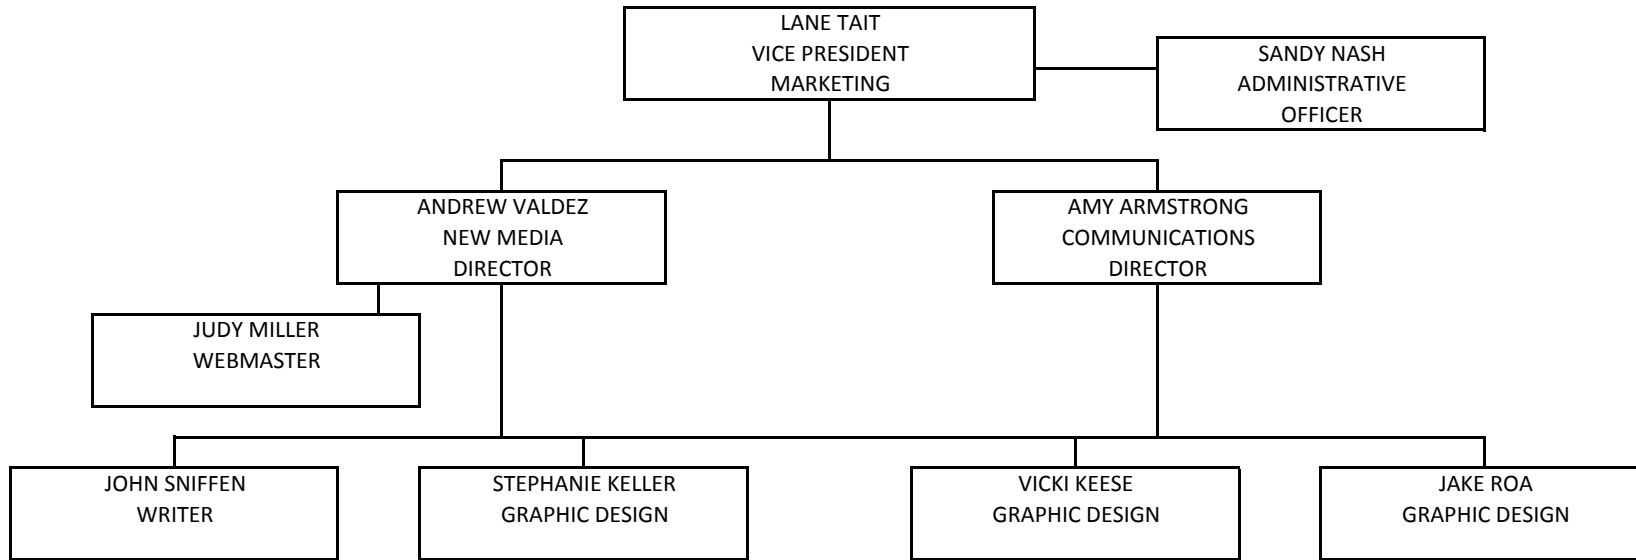 LANE TAIT
VICE PRESIDENT
MARKETING
SANDY NASH
ADMINISTRATIVE
OFFICER
ANDREW VALDEZ
NEW MEDIA
DIRECTOR
AMY ARMSTRONG
COMMUNICATIONS
DIRECTOR
JUDY MILLER
WEBMASTER
JOHN SNIFFEN
WRITER
STEPHANIE KELLER
GRAPHIC DESIGN
VICKI KEESE
GRAPHIC DESIGN
JAKE ROA
GRAPHIC DESIGN